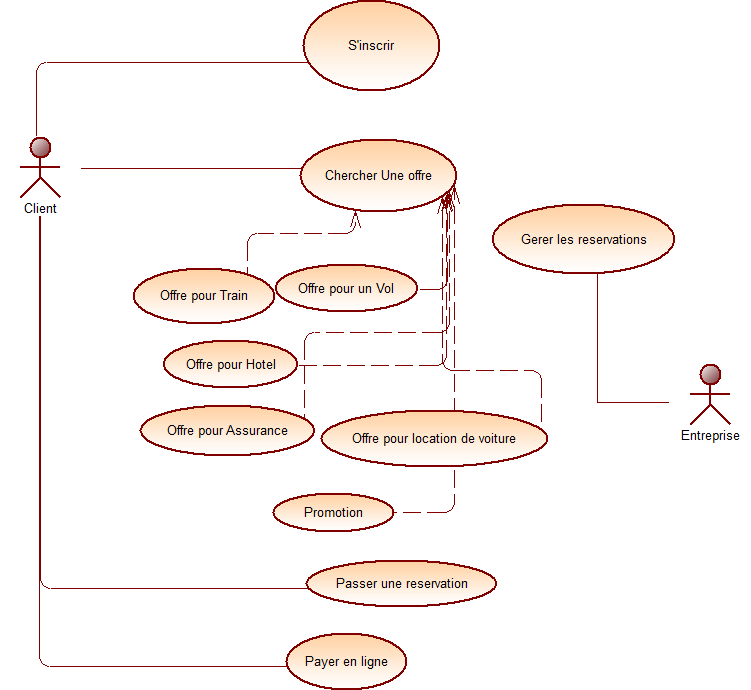 S'inscrir
Client
Chercher Une offre
Gerer les reservations
Offre pour Train
Offre pour un Vol
Offre pour Hotel
Offre pour Assurance
Offre pour location de voiture
Entreprise
Promotion
Passer une reservation
Payer en ligne